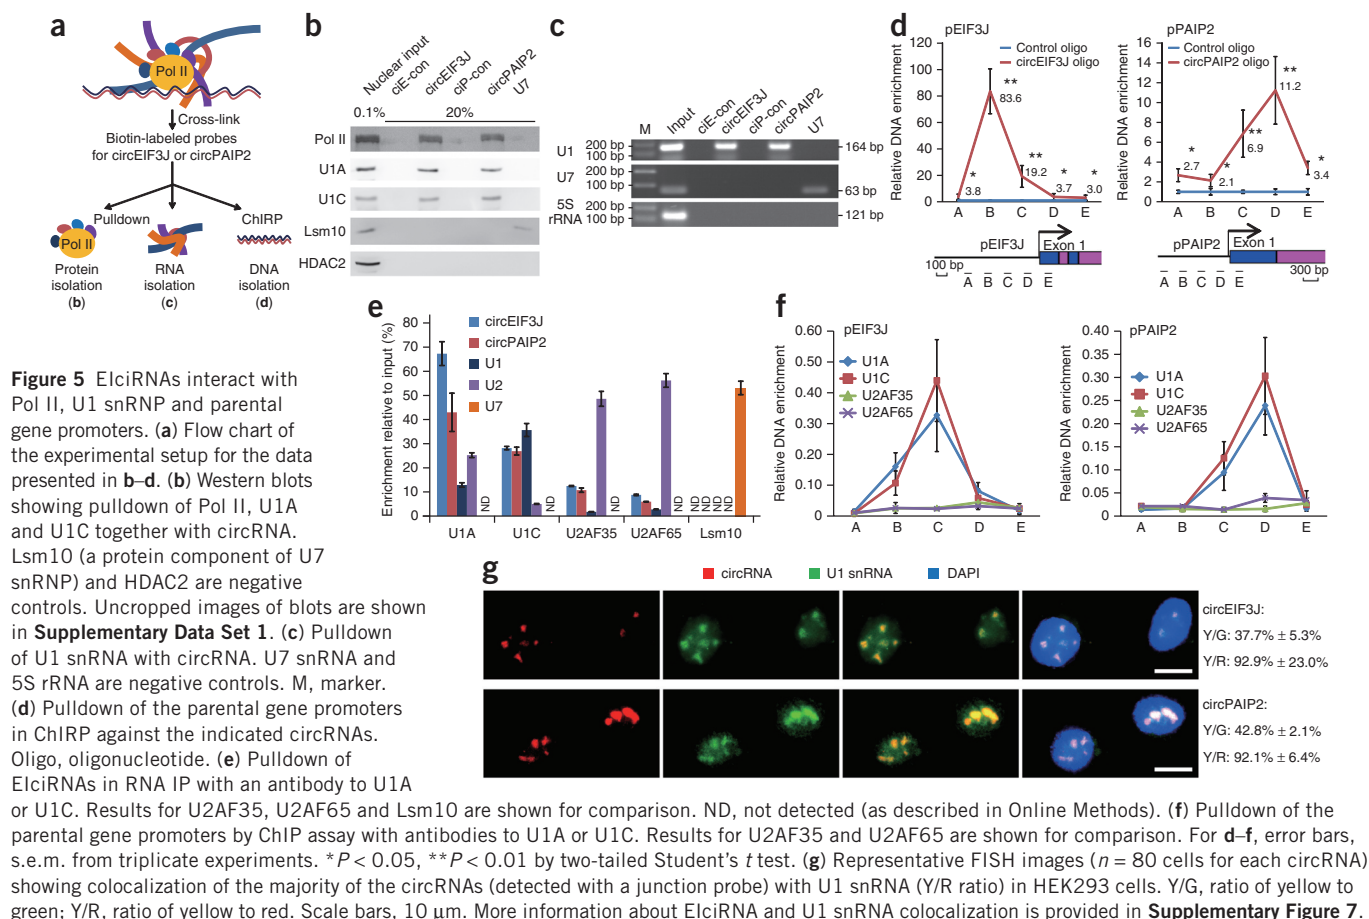 a
Pol II
Cross-link
Biotin-labeled probes
for circEIF3J or circPAIP2
Pulldown
ChIRP
Pol II
Protein
isolation
(b)
RNA
isolation
(c)
DNA
isolation
(d)
b
Nuclear input
ciE-con
circEIF3J
ciP-con
circPAIP2
U7
0.1%
20%
Pol II
U1A
U1C
Lsm10
HDAC2
c
M
Input
ciE-con
circEIF3J
ciP-con
circPAIP2
U7
U1
200 bp
100 bp
164 bp
U7
200 bp
100 bp
63 bp
5S
rRNA
200 bp
100 bp
121 bp
d
pEIF3J
Relative DNA enrichment
120
100
80
60
40
20
0
Control oligo
circEIF3J oligo
*
3.8
**
83.6
**
19.2
*
3.7
*
3.0
A B C D E
pEIF3J
Exon 1
100 bp
A B C D E
pPAIP2
Relative DNA enrichment
16
14
12
10
8
6
4
2
0
Control oligo
circPAIP2 oligo
*
2.7
*
2.1
**
6.9
**
11.2
*
3.4
A B C D E
pPAIP2
Exon 1
300 bp
A B C D E
e
Enrichment relative to input (%)
80
70
60
50
40
30
20
10
0
circEIF3J
circPAIP2
U1
U2
U7
ND
ND
ND
ND
ND
ND
ND
ND
U1A
U1C
U2AF35
U2AF65
Lsm10
f
pEIF3J
Relative DNA enrichment
0.60
0.50
0.40
0.30
0.20
0.10
0
U1A
U1C
U2AF35
U2AF65
A B C D E
pPAIP2
Relative DNA enrichment
0.40
0.35
0.30
0.25
0.20
0.15
0.10
0.05
0
U1A
U1C
U2AF35
U2AF65
A B C D E
g
circRNA
U1 snRNA
DAPI
circEIF3J:
Y/G: 37.7% ± 5.3%
Y/R: 92.9% ± 23.0%
circPAIP2:
Y/G: 42.8% ± 2.1%
Y/R: 92.1% ± 6.4%
Figure 5 EIciRNAs interact with
Pol II, U1 snRNP and parental
gene promoters. (a) Flow chart of
the experimental setup for the data
presented in b–d. (b) Western blots
showing pulldown of Pol II, U1A
and U1C together with circRNA.
Lsm10 (a protein component of U7
snRNP) and HDAC2 are negative
controls. Uncropped images of blots are shown
in Supplementary Data Set 1. (c) Pulldown
of U1 snRNA with circRNA. U7 snRNA and
5S rRNA are negative controls. M, marker.
(d) Pulldown of the parental gene promoters
in ChIRP against the indicated circRNAs.
Oligo, oligonucleotide. (e) Pulldown of
EIciRNAs in RNA IP with an antibody to U1A
or U1C. Results for U2AF35, U2AF65 and Lsm10 are shown for comparison. ND, not detected (as described in Online Methods). (f) Pulldown of the
parental gene promoters by ChIP assay with antibodies to U1A or U1C. Results for U2AF35 and U2AF65 are shown for comparison. For d–f, error bars,
s.e.m. from triplicate experiments. *P < 0.05, **P < 0.01 by two-tailed Student's t test. (g) Representative FISH images (n = 80 cells for each circRNA)
showing colocalization of the majority of the circRNAs (detected with a junction probe) with U1 snRNA (Y/R ratio) in HEK293 cells. Y/G, ratio of yellow to
green; Y/R, ratio of yellow to red. Scale bars, 10 μm. More information about EIciRNA and U1 snRNA colocalization is provided in Supplementary Figure 7.